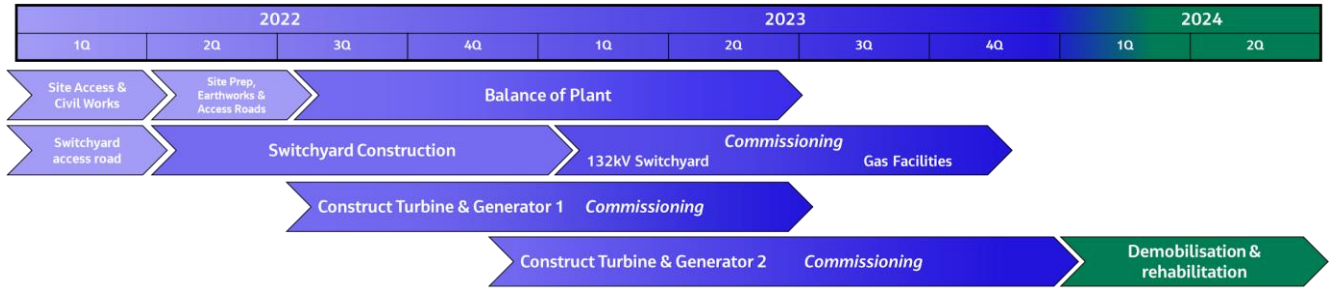 2022 2023 2024
1Q 2Q 3Q 4Q 1Q 2Q 3Q 4Q 1Q 2Q
Site Access &
Civil Works
Site Prep,
Earthworks &
Access Roads
Balance of Plant
Switchyard
access road
Switchyard Construction
Commissioning
132kV Switchyard Gas Facilities
Construct Turbine & Generator 1 Commissioning
Construct Turbine & Generator 2 Commissioning
Demobilisation &
rehabilitation